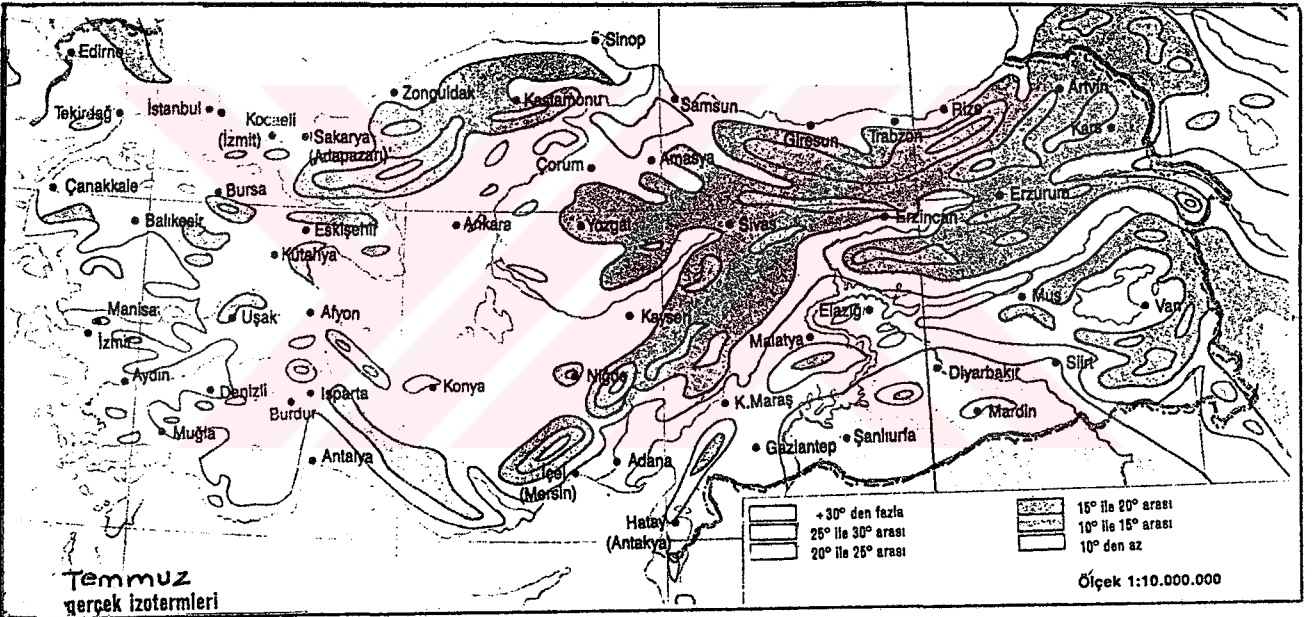 Sinop
Edirne
Zonguldak
Kastamonu
Samsun
Artvin
Tekirdağ
İstanbul
Rize
Kocaeli
(İzmit)
Sakarya
(Adapazarı)
Giresun
Trabzon
Kars
Çorum
Amasya
Çanakkale
Bursa
Erzurum
Balıkesir
Eskişehir
Ankara
Yozgat
Sivas
Erzincan
Kütahya
Muş
Van
Manisa
Uşak
Afyon
Kayseri
Elazığ
İzmir
Malatya
Aydın
Denizli
Isparta
Konya
Niğde
Diyarbakır
Siirt
Burdur
K.Maraş
Mardin
Muğla
Antalya
Gaziantep
Şanlıurfa
İçel
(Mersin)
Adana
Hatay
(Antakya)
+30° den fazla
25° ile 30° arası
20° ile 25° arası
15° ile 20° arası
10° ile 15° arası
10° den az
Ölçek 1:10.000.000
Temmuz
gerçek izotermleri